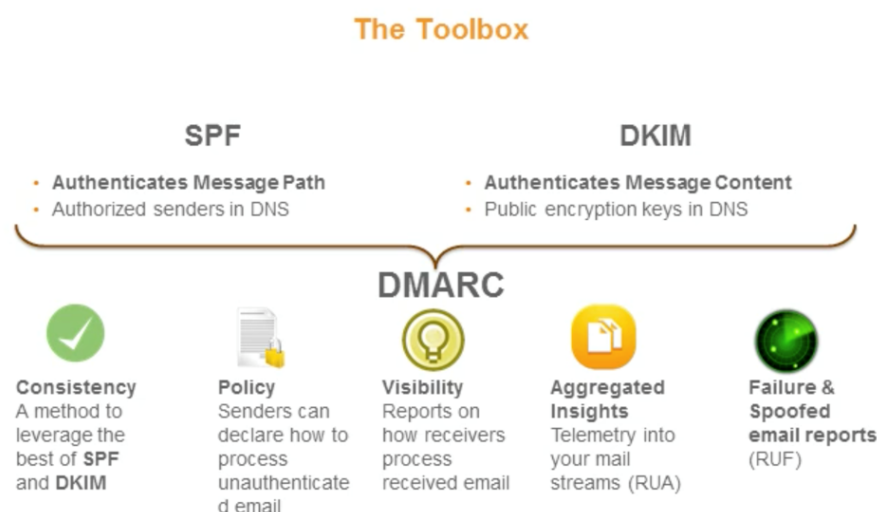 The Toolbox
SPF
• Authenticates Message Path
• Authorized senders in DNS
DKIM
• Authenticates Message Content
• Public encryption keys in DNS
DMARC
Consistency
A method to
leverage the
best of SPF
and DKIM
Policy
Senders can
declare how to
process
unauthenticate
d email
Visibility
Reports on
how receivers
process
received email
Aggregated
Insights
Telemetry into
your mail
streams (RUA)
Failure &
Spoofed
email reports
(RUF)